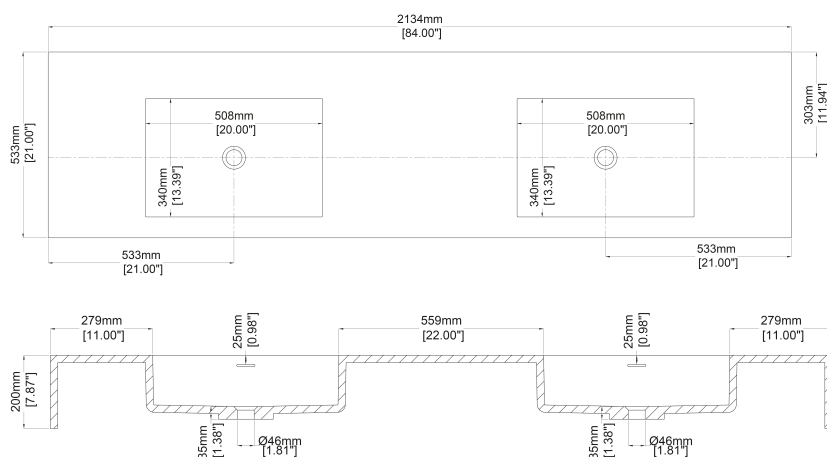 2134mm
[84.00"]
533mm
[21.00"]
508mm
[20.00"]
340mm
[13.39"]
508mm
[20.00"]
340mm
[13.39"]
303mm
[11.94"]
533mm
[21.00"]
533mm
[21.00"]
279mm
[11.00"]
25mm
[0.98"]
559mm
[22.00"]
25mm
[0.98"]
279mm
[11.00"]
200mm
[7.87"]
35mm
[1.38"]
Ø46mm
[1.81"]
35mm
[1.38"]
Ø46mm
[1.81"]